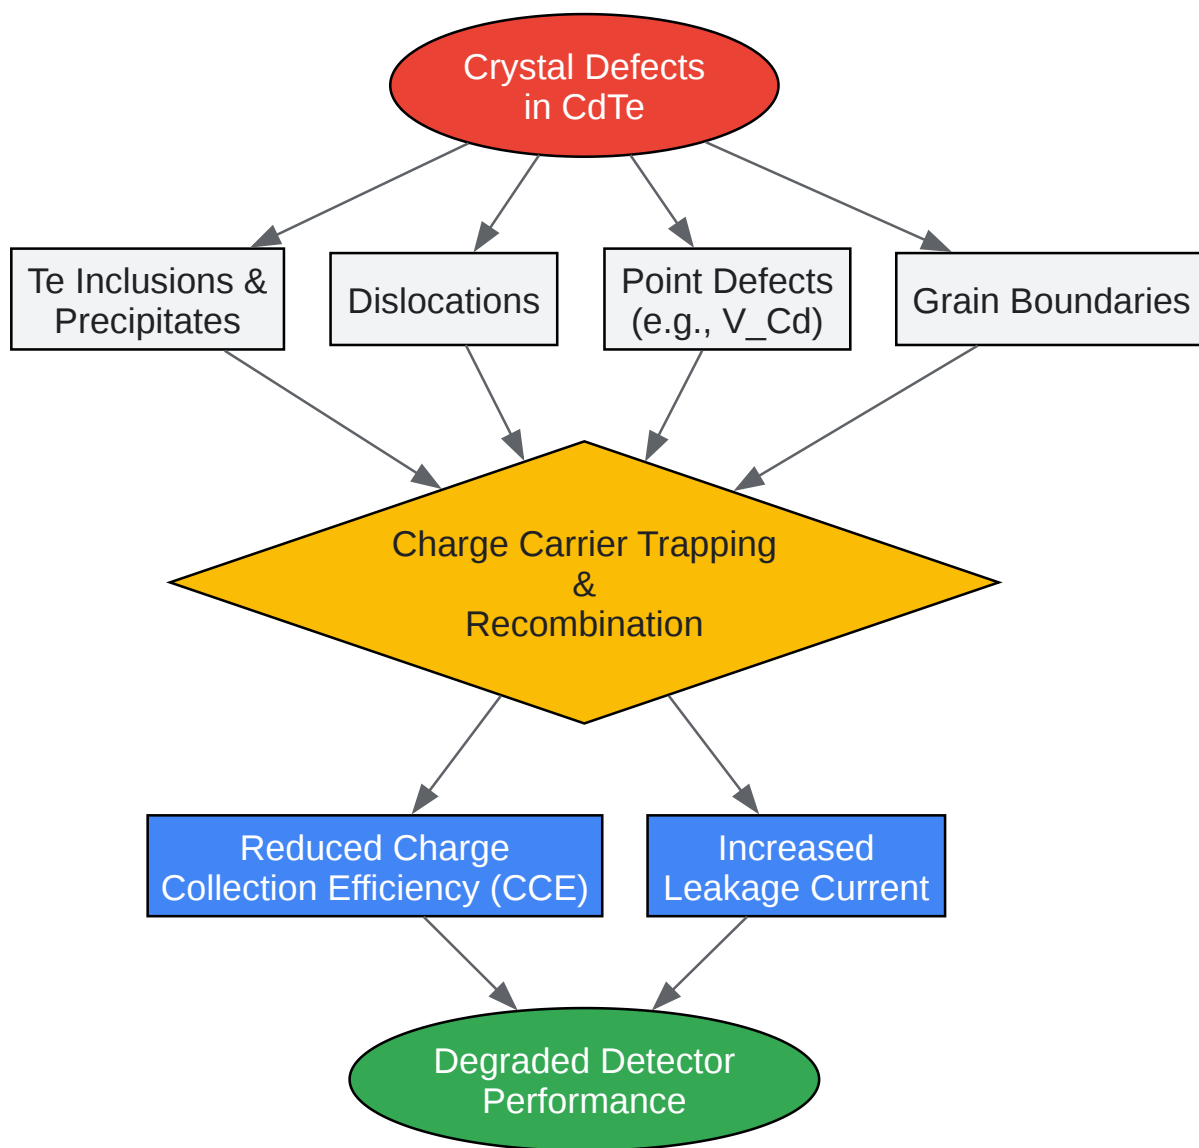 Crystal Defects
in CdTe
Te Inclusions &
Precipitates
Dislocations
Point Defects
(e.g., V_Cd)
Grain Boundaries
Charge Carrier Trapping
&
Recombination
Reduced Charge
Collection Efficiency (CCE)
Increased
Leakage Current
Degraded Detector
Performance